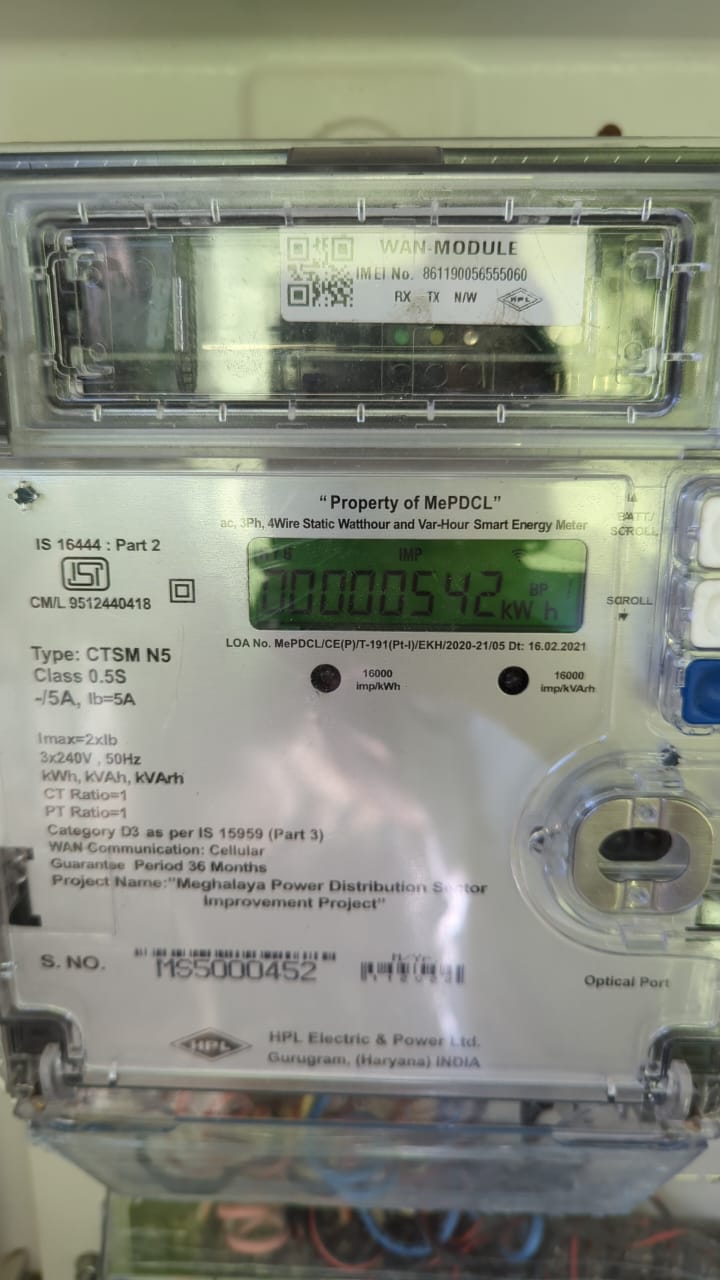 WAN-MODULE
IMEI No. 861190056555060
RX TX N/W
HPL
"Property of MePDCL"
ac, 3Ph, 4Wire Static Watthour and Var-Hour Smart Energy Meter
BATT/
SCROLL
IS 16444 : Part 2
IMP
00000542 kW h
BP
CM/L 9512440418
SCROLL
LOA No. MePDCL/CE(P)/T-191(Pt-I)/EKH/2020-21/05 Dt: 16.02.2021
Type: CTSM N5
Class 0.5S
-/5A, Ib=5A
16000
imp/kWh
16000
imp/kVArh
Imax=2xIb
3x240V , 50Hz
kWh, kVAh, kVArh
CT Ratio=1
PT Ratio=1
Category D3 as per IS 15959 (Part 3)
WAN Communication: Cellular
Guarantee Period 36 Months
Project Name:"Meghalaya Power Distribution Sector
Improvement Project"
S. NO.
MS5000452
Optical Port
HPL
HPL Electric & Power Ltd.
Gurugram, (Haryana) INDIA